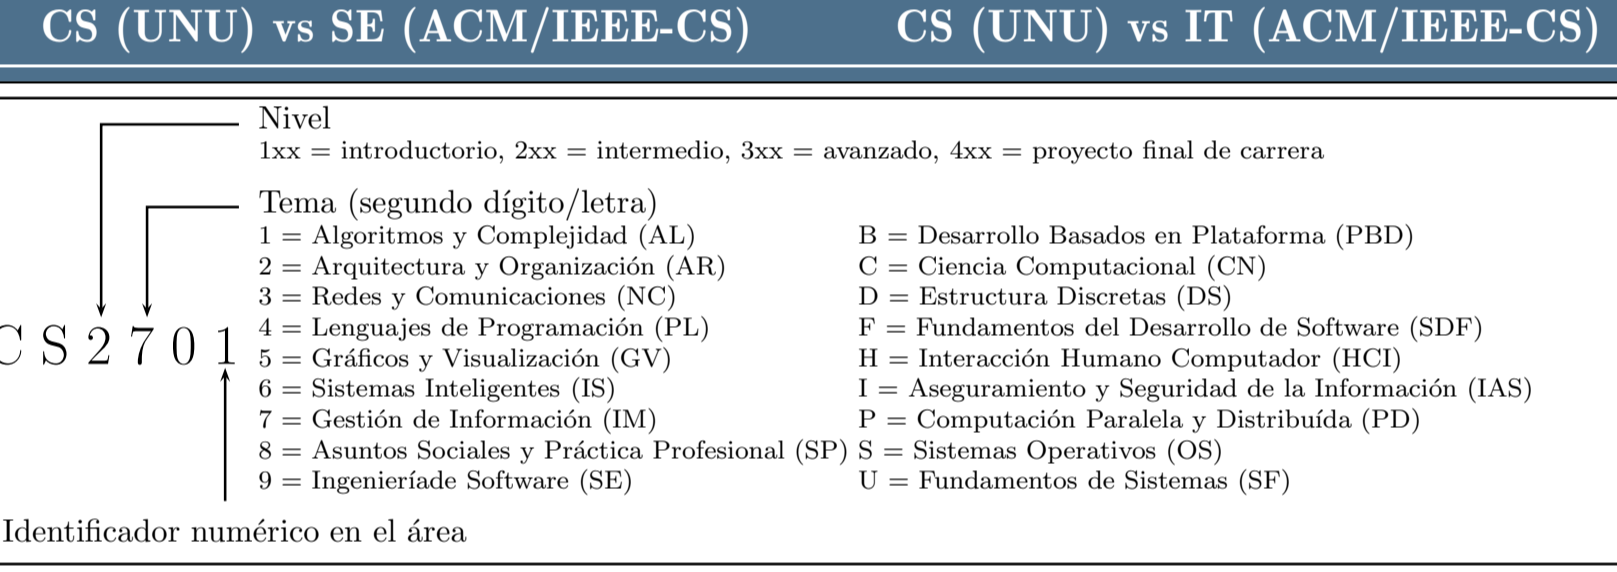 CS (UNU) vs SE (ACM/IEEE-CS) CS (UNU) vs IT (ACM/IEEE-CS)
Nivel
1xx = introductorio, 2xx = intermedio, 3xx = avanzado, 4xx = proyecto final de carrera
Tema (segundo dígito/letra)
1 = Algoritmos y Complejidad (AL) B = Desarrollo Basados en Plataforma (PBD)
2 = Arquitectura y Organización (AR) C = Ciencia Computacional (CN)
3 = Redes y Comunicaciones (NC) D = Estructura Discretas (DS)
4 = Lenguajes de Programación (PL) F = Fundamentos del Desarrollo de Software (SDF)
C S 2 7 0 1
5 = Gráficos y Visualización (GV) H = Interacción Humano Computador (HCI)
6 = Sistemas Inteligentes (IS) I = Aseguramiento y Seguridad de la Información (IAS)
7 = Gestión de Información (IM) P = Computación Paralela y Distribuída (PD)
8 = Asuntos Sociales y Práctica Profesional (SP) S = Sistemas Operativos (OS)
9 = Ingenieríade Software (SE) U = Fundamentos de Sistemas (SF)
Identificador numérico en el área